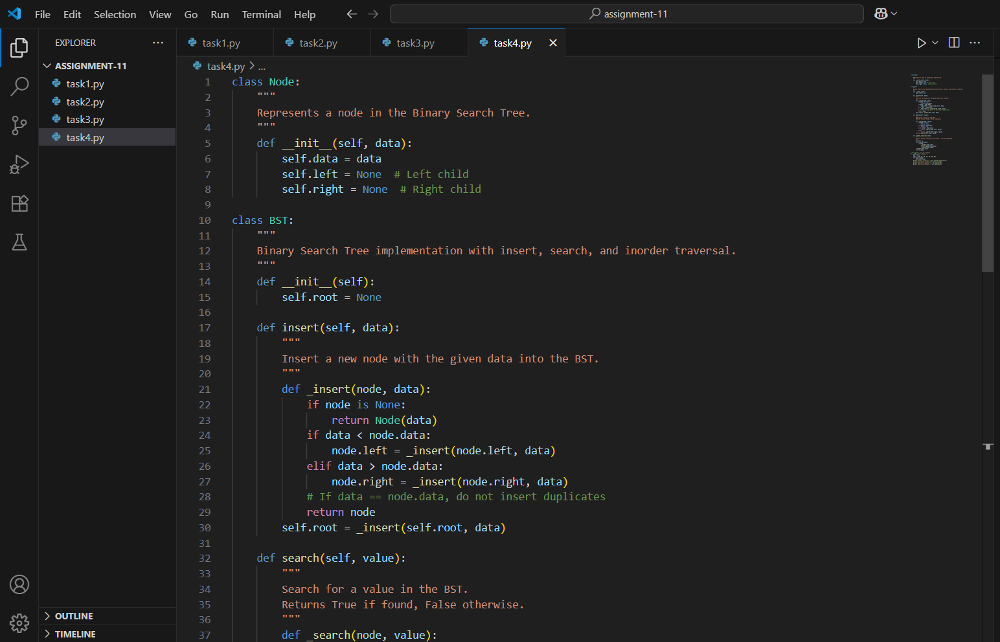 File Edit Selection View Go Run Terminal Help
assignment-11
EXPLORER
ASSIGNMENT-11
task1.py
task2.py
task3.py
task4.py
OUTLINE
TIMELINE
task1.py task2.py task3.py task4.py
task4.py > ...
1 class Node:
2     """
3     Represents a node in the Binary Search Tree.
4     """
5     def __init__(self, data):
6         self.data = data
7         self.left = None  # Left child
8         self.right = None  # Right child
9
10 class BST:
11     """
12     Binary Search Tree implementation with insert, search, and inorder traversal.
13     """
14     def __init__(self):
15         self.root = None
16
17     def insert(self, data):
18         """
19         Insert a new node with the given data into the BST.
20         """
21         def _insert(node, data):
22             if node is None:
23                 return Node(data)
24             if data < node.data:
25                 node.left = _insert(node.left, data)
26             elif data > node.data:
27                 node.right = _insert(node.right, data)
28             # If data == node.data, do not insert duplicates
29             return node
30         self.root = _insert(self.root, data)
31
32     def search(self, value):
33         """
34         Search for a value in the BST.
35         Returns True if found, False otherwise.
36         """
37         def _search(node, value):